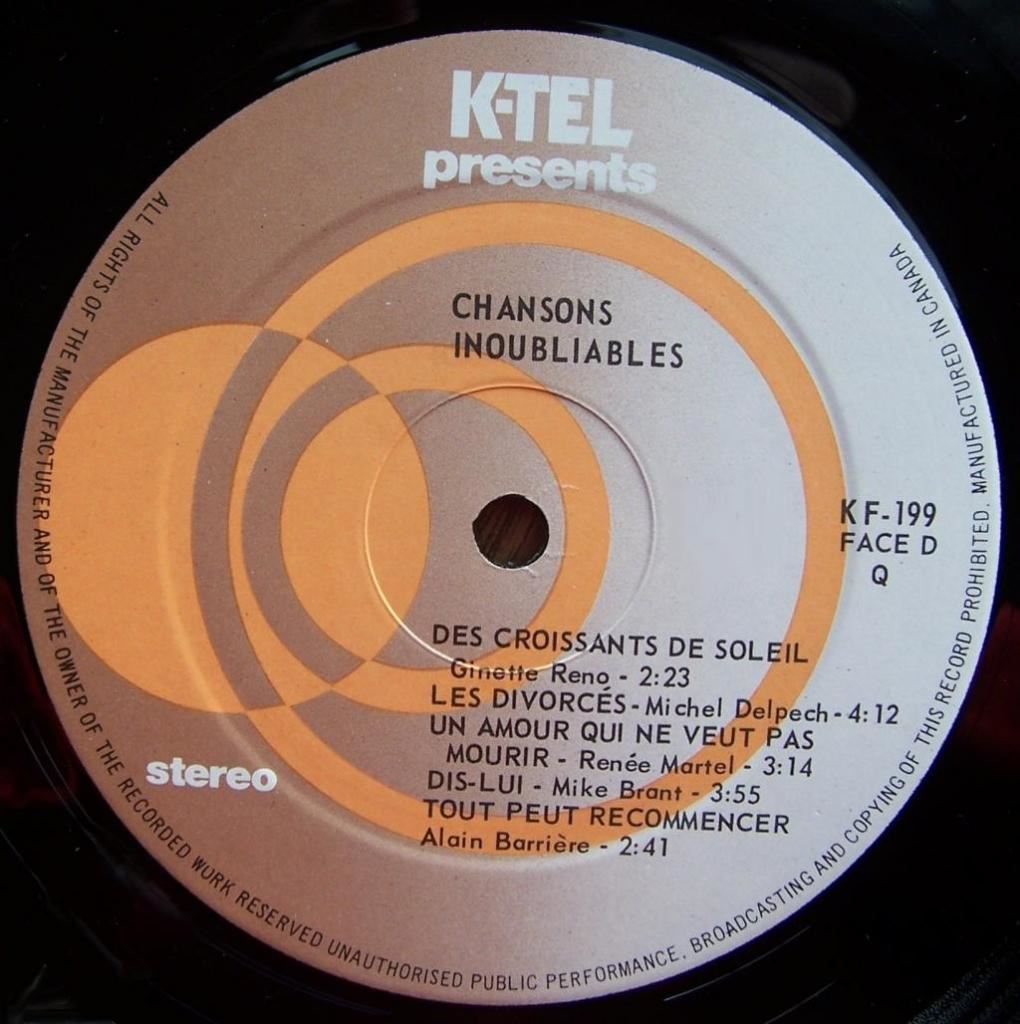 K-TEL
presents
CHANSONS
INOUBLIABLES
KF-199
FACE D
Q
DES CROISSANTS DE SOLEIL
Ginette Reno - 2:23
LES DIVORCÉS - Michel Delpech - 4:12
UN AMOUR QUI NE VEUT PAS
MOURIR - Renée Martel - 3:14
DIS-LUI - Mike Brant - 3:55
TOUT PEUT RECOMMENCER
Alain Barrière - 2:41
stereo
ALL RIGHTS OF THE MANUFACTURER AND OF THE OWNER OF THE RECORDED WORK RESERVED UNAUTHORISED PUBLIC PERFORMANCE. BROADCASTING AND COPYING OF THIS RECORD PROHIBITED. MANUFACTURED IN CANADA